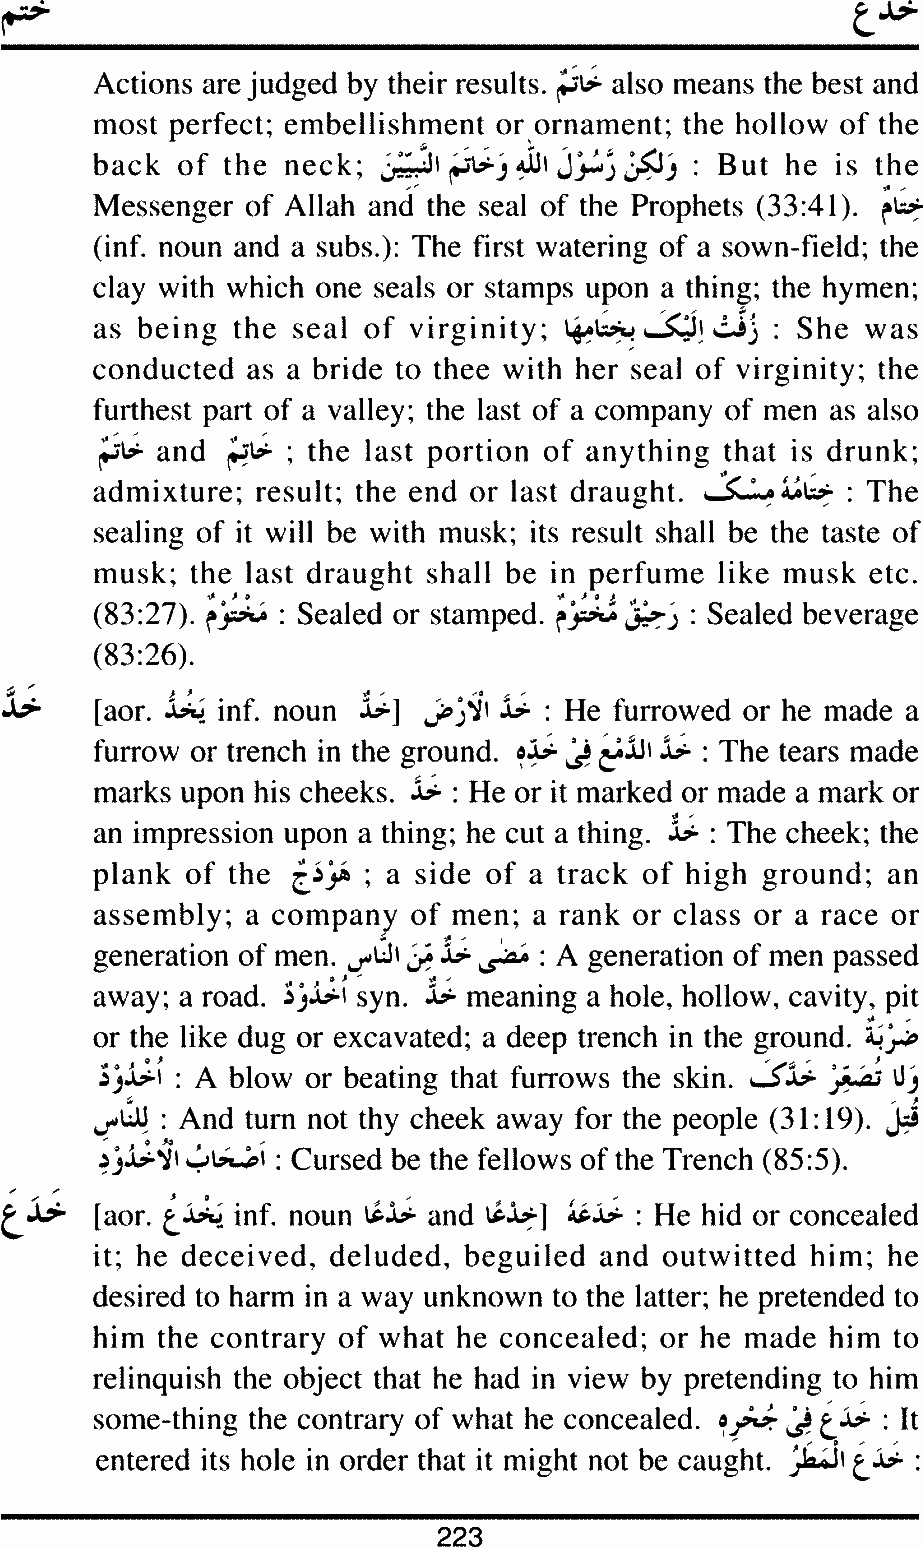 ختم خدع
Actions are judged by their results. خَاتَمٌ also means the best and
most perfect; embellishment or ornament; the hollow of the
back of the neck; وَلٰکِنْ رَّسُوْلَ اللّٰهِ وَخَاتَمَ النَّبِیّٖنَ : But he is the
Messenger of Allah and the seal of the Prophets (33:41). خِتَامٌ
(inf. noun and a subs.): The first watering of a sown-field; the
clay with which one seals or stamps upon a thing; the hymen;
as being the seal of virginity; زُفَّتْ اِلَیْکَ بِخِتَامِهَا : She was
conducted as a bride to thee with her seal of virginity; the
furthest part of a valley; the last of a company of men as also
خَاتَمٌ and خَاتِمٌ ; the last portion of anything that is drunk;
admixture; result; the end or last draught. خِتَامُهٗ مِسْکٌ : The
sealing of it will be with musk; its result shall be the taste of
musk; the last draught shall be in perfume like musk etc.
(83:27). مَخْتُوْمٌ : Sealed or stamped. رَحِیْقٌ مَّخْتُوْمٌ : Sealed beverage
(83:26).
خَدَّ [aor. یَخُدُّ inf. noun خَدٌّ] خَدَّ الْاَرْضَ : He furrowed or he made a
furrow or trench in the ground. خَدَّ الدَّمْعُ فِیْ خَدِّہٖ : The tears made
marks upon his cheeks. خَدَّ : He or it marked or made a mark or
an impression upon a thing; he cut a thing. خَدٌّ : The cheek; the
plank of the هَوْدَجٌ ; a side of a track of high ground; an
assembly; a company of men; a rank or class or a race or
generation of men. مَضٰی خَدٌّ مِّنَ النَّاسِ : A generation of men passed
away; a road. اُخْدُوْدٌ syn. خَدٌّ meaning a hole, hollow, cavity, pit
or the like dug or excavated; a deep trench in the ground. ضَرْبَةٌ
اُخْدُوْدٌ : A blow or beating that furrows the skin. وَلَا تُصَعِّرْ خَدَّکَ
لِلنَّاسِ : And turn not thy cheek away for the people (31:19). قُتِلَ
اَصْحَابُ الْاُخْدُوْدِ : Cursed be the fellows of the Trench (85:5).
خَدَعَ [aor. یَخْدَعُ inf. noun خَدْعًا and خِدْعًا] خَدَعَهٗ : He hid or concealed
it; he deceived, deluded, beguiled and outwitted him; he
desired to harm in a way unknown to the latter; he pretended to
him the contrary of what he concealed; or he made him to
relinquish the object that he had in view by pretending to him
some-thing the contrary of what he concealed. خَدَعَ فِیْ جُحْرِہٖ : It
entered its hole in order that it might not be caught. خَدَعَ الْمَطَرُ :
223